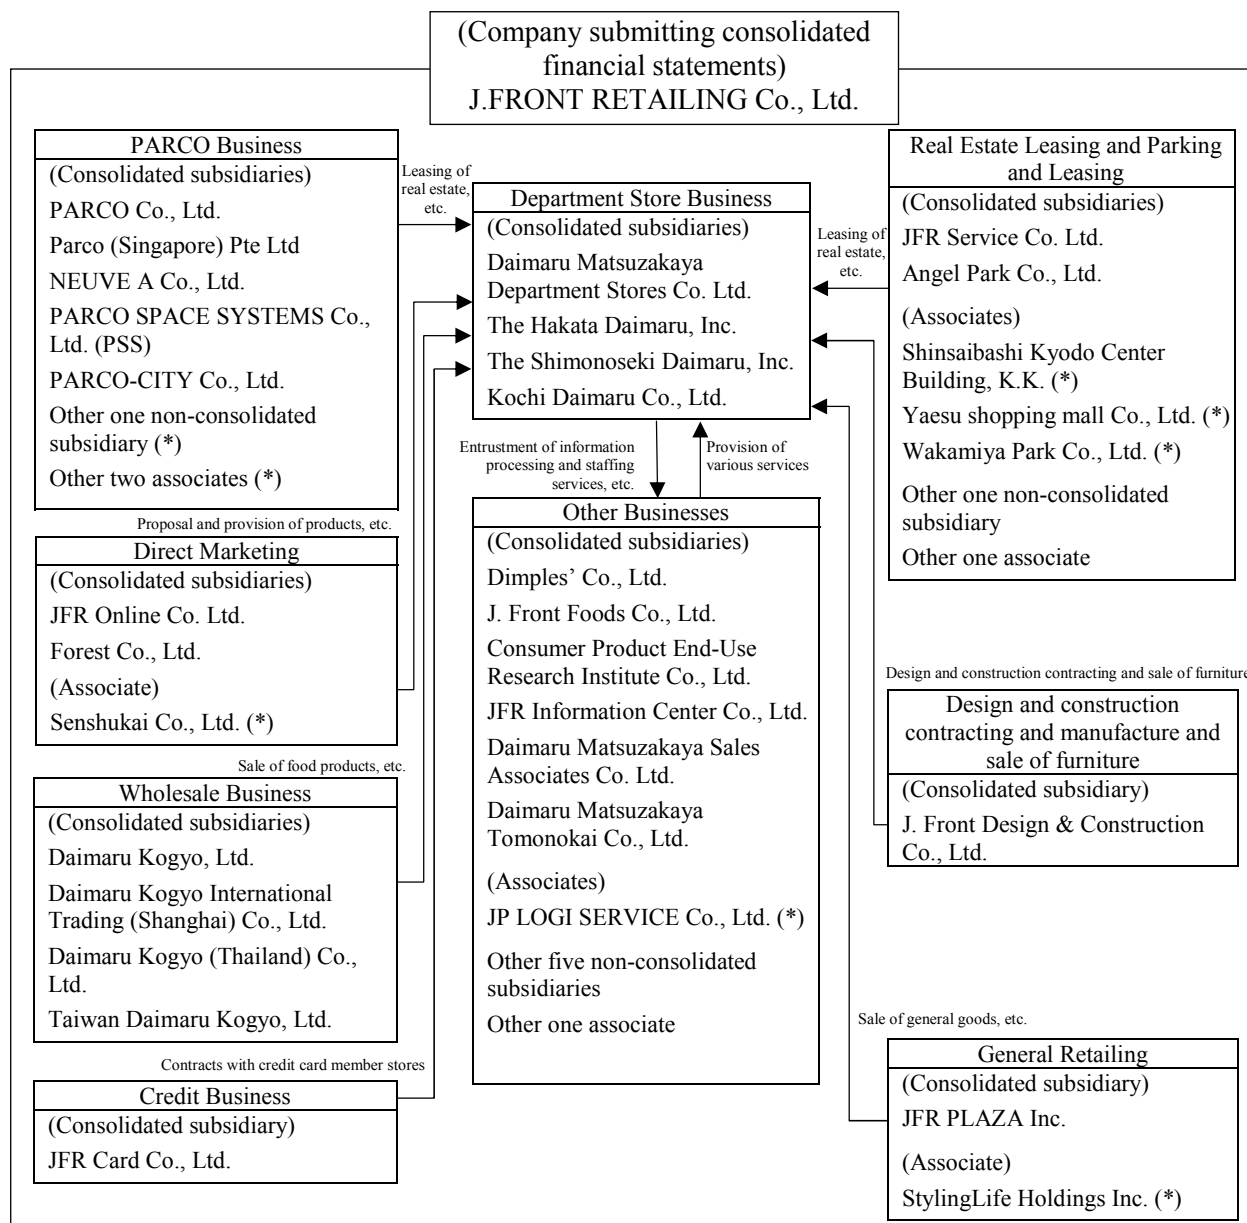 (Company submitting consolidated
financial statements)
J.FRONT RETAILING Co., Ltd.
PARCO Business
(Consolidated subsidiaries)
PARCO Co., Ltd.
Parco (Singapore) Pte Ltd
NEUVE A Co., Ltd.
PARCO SPACE SYSTEMS Co.,
Ltd. (PSS)
PARCO-CITY Co., Ltd.
Other one non-consolidated
subsidiary (*)
Other two associates (*)
Leasing of
real estate,
etc.
Proposal and provision of products, etc.
Direct Marketing
(Consolidated subsidiaries)
JFR Online Co. Ltd.
Forest Co., Ltd.
(Associate)
Senshukai Co., Ltd. (*)
Sale of food products, etc.
Wholesale Business
(Consolidated subsidiaries)
Daimaru Kogyo, Ltd.
Daimaru Kogyo International
Trading (Shanghai) Co., Ltd.
Daimaru Kogyo (Thailand) Co.,
Ltd.
Taiwan Daimaru Kogyo, Ltd.
Contracts with credit card member stores
Credit Business
(Consolidated subsidiary)
JFR Card Co., Ltd.
Department Store Business
(Consolidated subsidiaries)
Daimaru Matsuzakaya
Department Stores Co. Ltd.
The Hakata Daimaru, Inc.
The Shimonoseki Daimaru, Inc.
Kochi Daimaru Co., Ltd.
Entrustment of information
processing and staffing
services, etc.
Provision of
various services
Other Businesses
(Consolidated subsidiaries)
Dimples’ Co., Ltd.
J. Front Foods Co., Ltd.
Consumer Product End-Use
Research Institute Co., Ltd.
JFR Information Center Co., Ltd.
Daimaru Matsuzakaya Sales
Associates Co. Ltd.
Daimaru Matsuzakaya
Tomonokai Co., Ltd.
(Associates)
JP LOGI SERVICE Co., Ltd. (*)
Other five non-consolidated
subsidiaries
Other one associate
Leasing of
real estate,
etc.
Real Estate Leasing and Parking
and Leasing
(Consolidated subsidiaries)
JFR Service Co. Ltd.
Angel Park Co., Ltd.
(Associates)
Shinsaibashi Kyodo Center
Building, K.K. (*)
Yaesu shopping mall Co., Ltd. (*)
Wakamiya Park Co., Ltd. (*)
Other one non-consolidated
subsidiary
Other one associate
Design and construction contracting and sale of furniture
Design and construction
contracting and manufacture and
sale of furniture
(Consolidated subsidiary)
J. Front Design & Construction
Co., Ltd.
Sale of general goods, etc.
General Retailing
(Consolidated subsidiary)
JFR PLAZA Inc.
(Associate)
StylingLife Holdings Inc. (*)